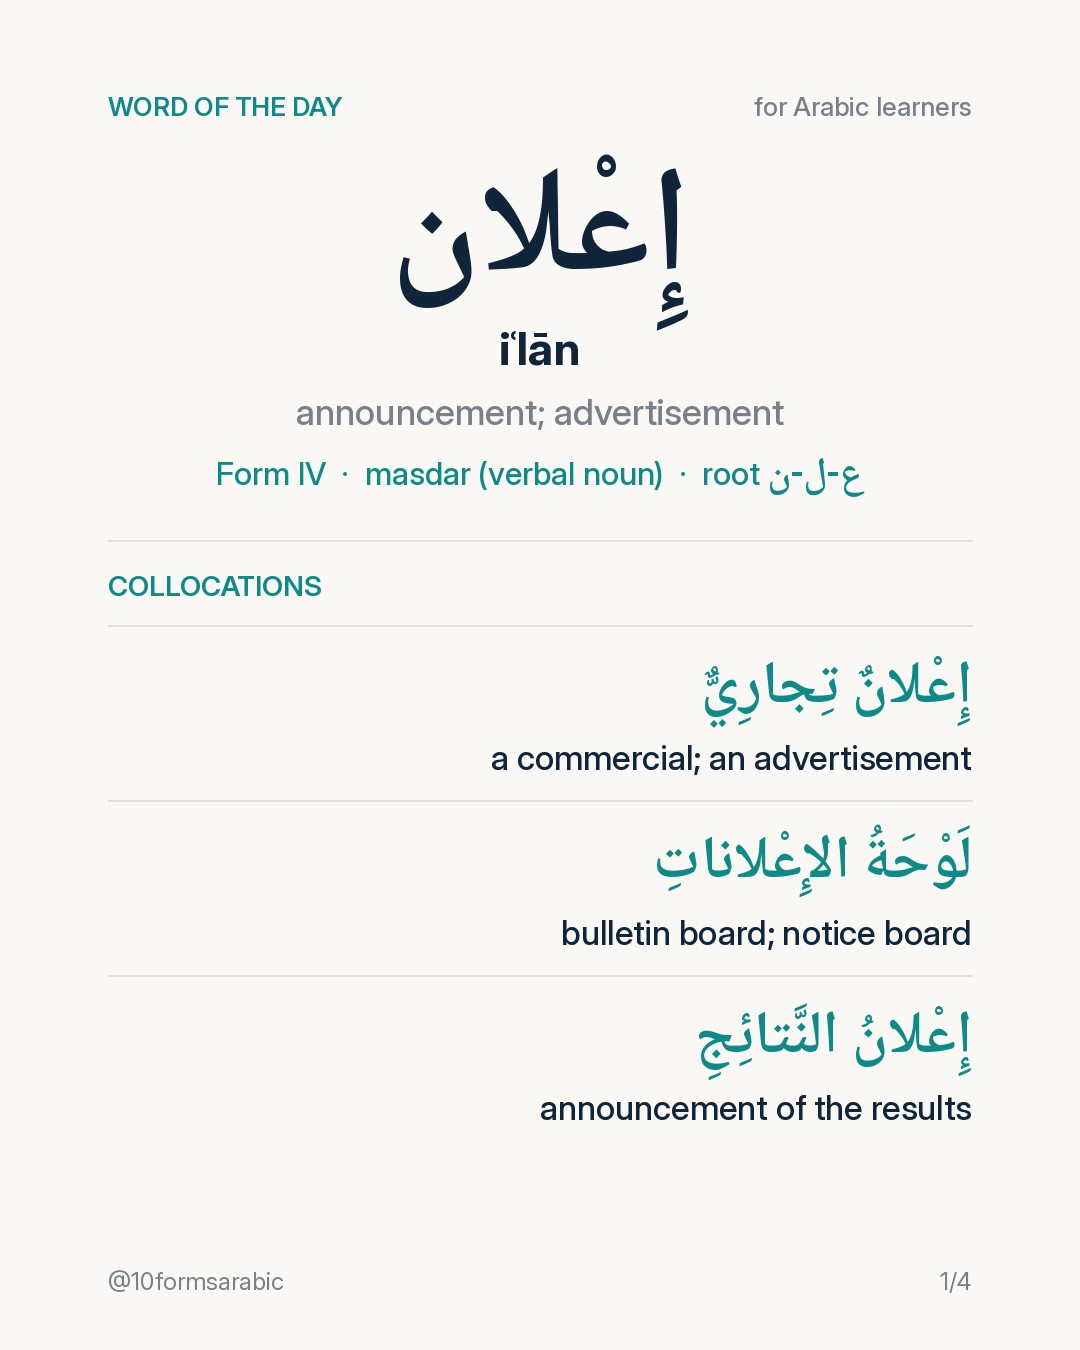 WORD OF THE DAY
for Arabic learners
إِعْلان
iʿlān
announcement; advertisement
Form IV · masdar (verbal noun) · root ع-ل-ن
COLLOCATIONS
إِعْلانٌ تِجارِيٌّ
a commercial; an advertisement
لَوْحَةُ الإِعْلاناتِ
bulletin board; notice board
إِعْلانُ النَّتائِجِ
announcement of the results
@10formsarabic
1/4